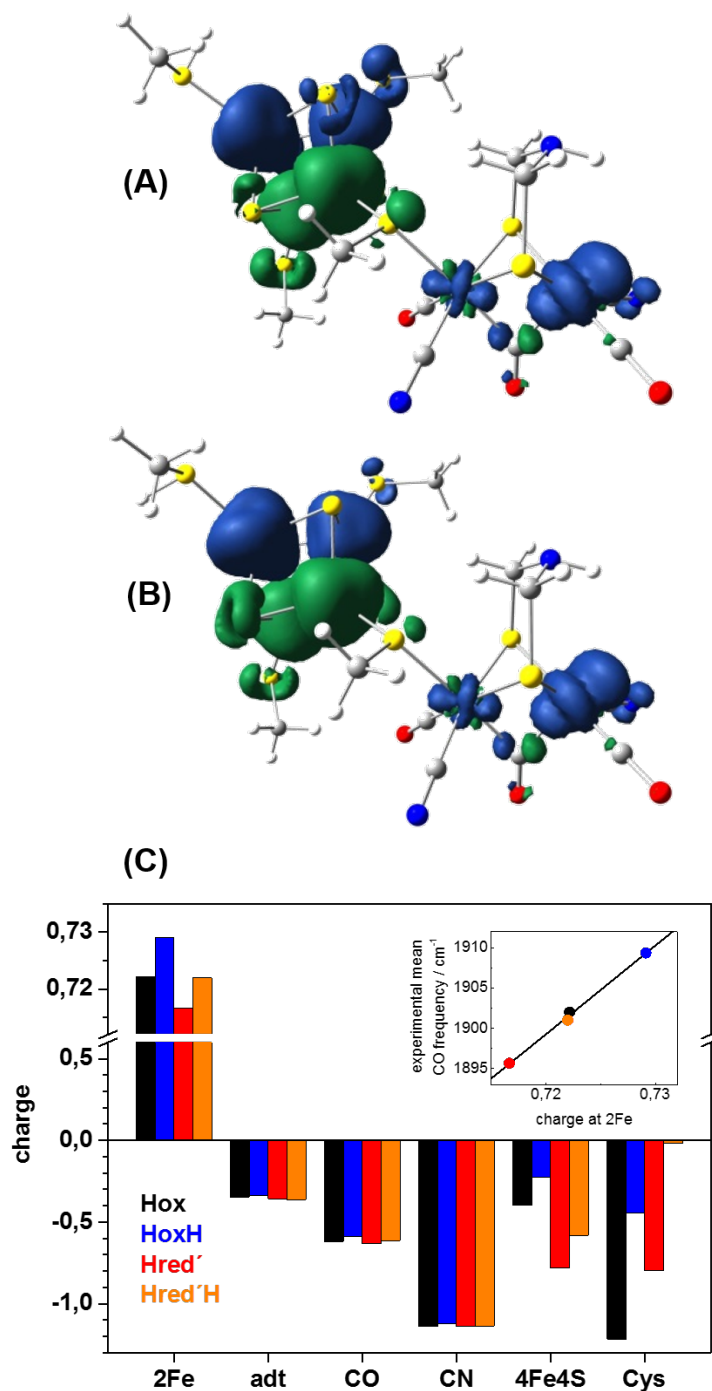 (A)
(B)
(C)
0,73
0,72
0,5
0,0
-0,5
-1,0
charge
1910
1905
1900
1895
experimental mean
CO frequency / cm-1
0,72 0,73
charge at 2Fe
Hox
HoxH
Hred´
Hred´H
2Fe adt CO CN 4Fe4S Cys